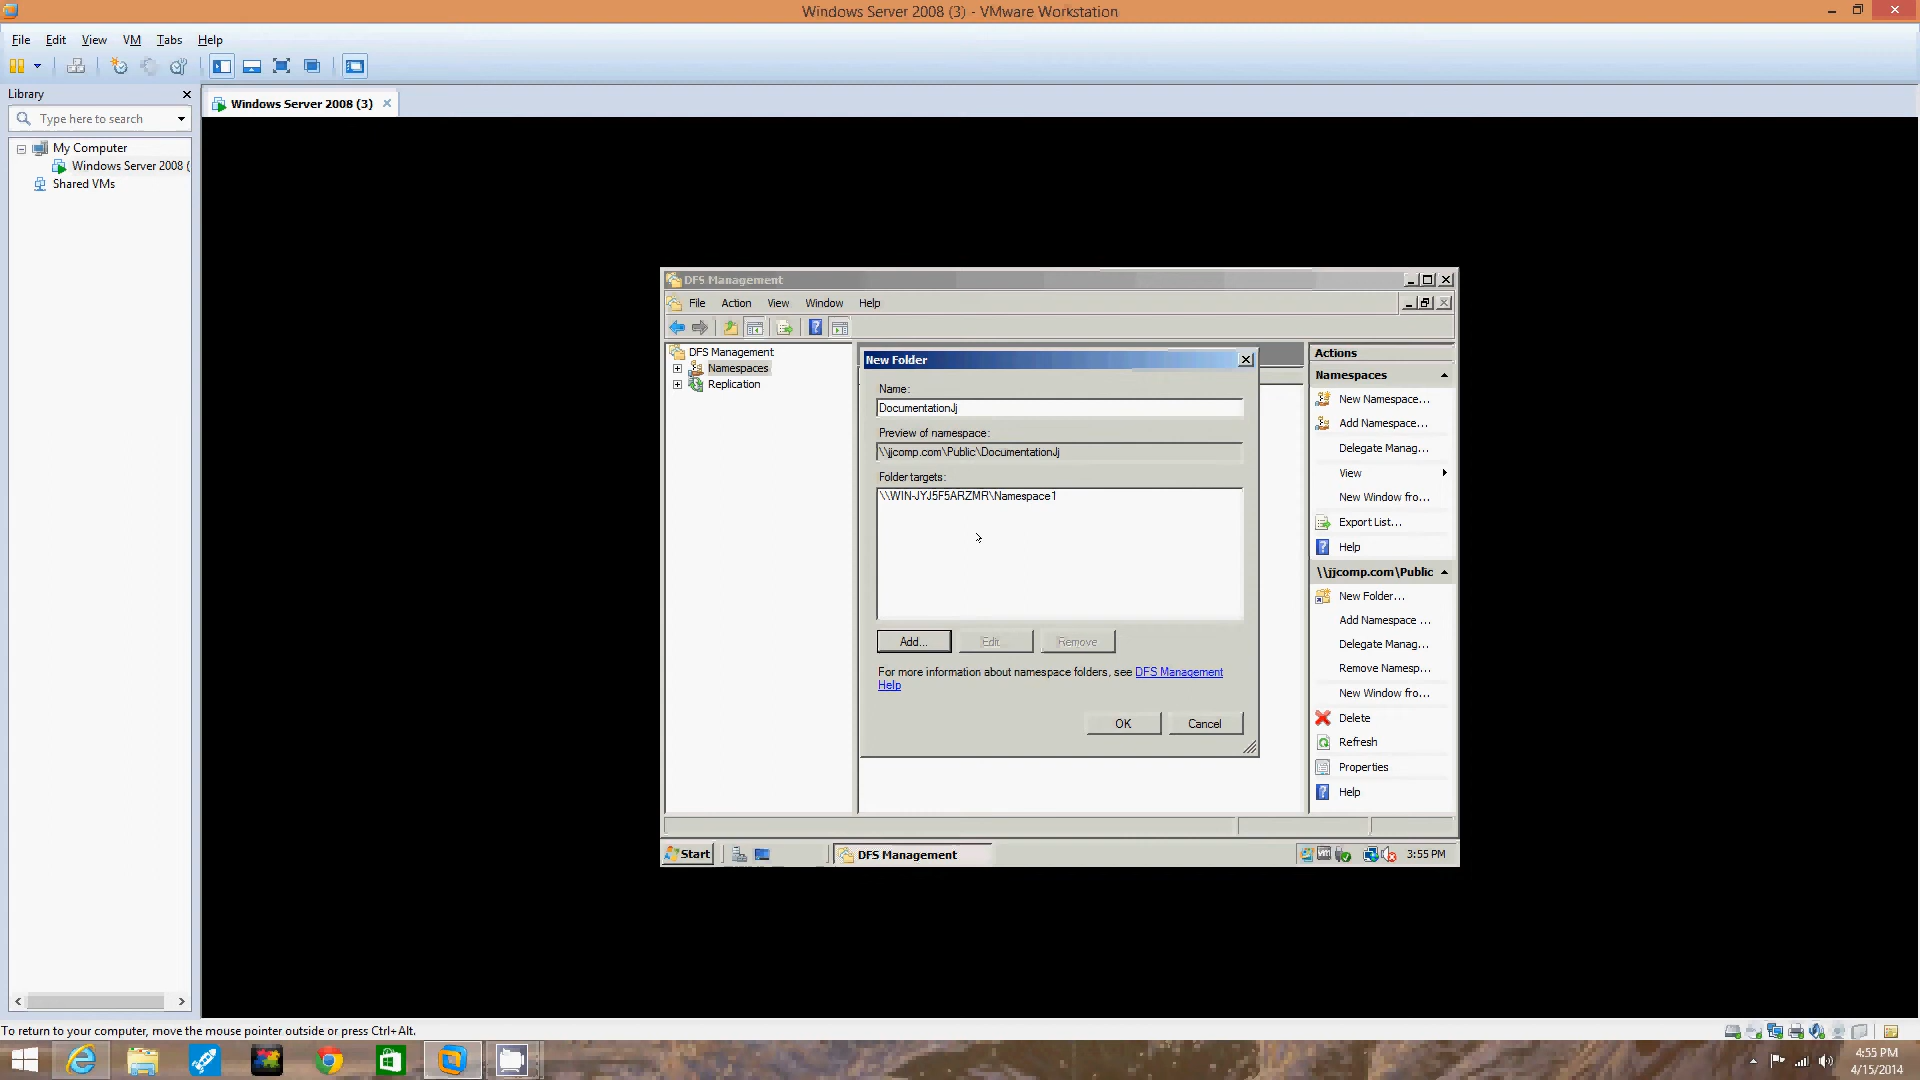 Windows Server 2008 (3) - VMware Workstation
File Edit View VM Tabs Help
Library
Windows Server 2008 (3)
Type here to search
My Computer
Windows Server 2008 (
Shared VMs
DFS Management
File Action View Window Help
DFS Management
Namespaces
Replication
New Folder
Name:
DocumentationJj
Preview of namespace:
\\jjcomp.com\Public\DocumentationJj
Folder targets:
\\WIN-JYJ5F5ARZMR\Namespace1
Add... Edit... Remove
For more information about namespace folders, see DFS Management
Help
OK Cancel
Actions
Namespaces
New Namespace...
Add Namespace...
Delegate Manag...
View
New Window fro...
Export List...
Help
\\jjcomp.com\Public
New Folder...
Add Namespace ...
Delegate Manag...
Remove Namesp...
New Window fro...
Delete
Refresh
Properties
Help
Start DFS Management 3:55 PM
To return to your computer, move the mouse pointer outside or press Ctrl+Alt.
4:55 PM
4/15/2014